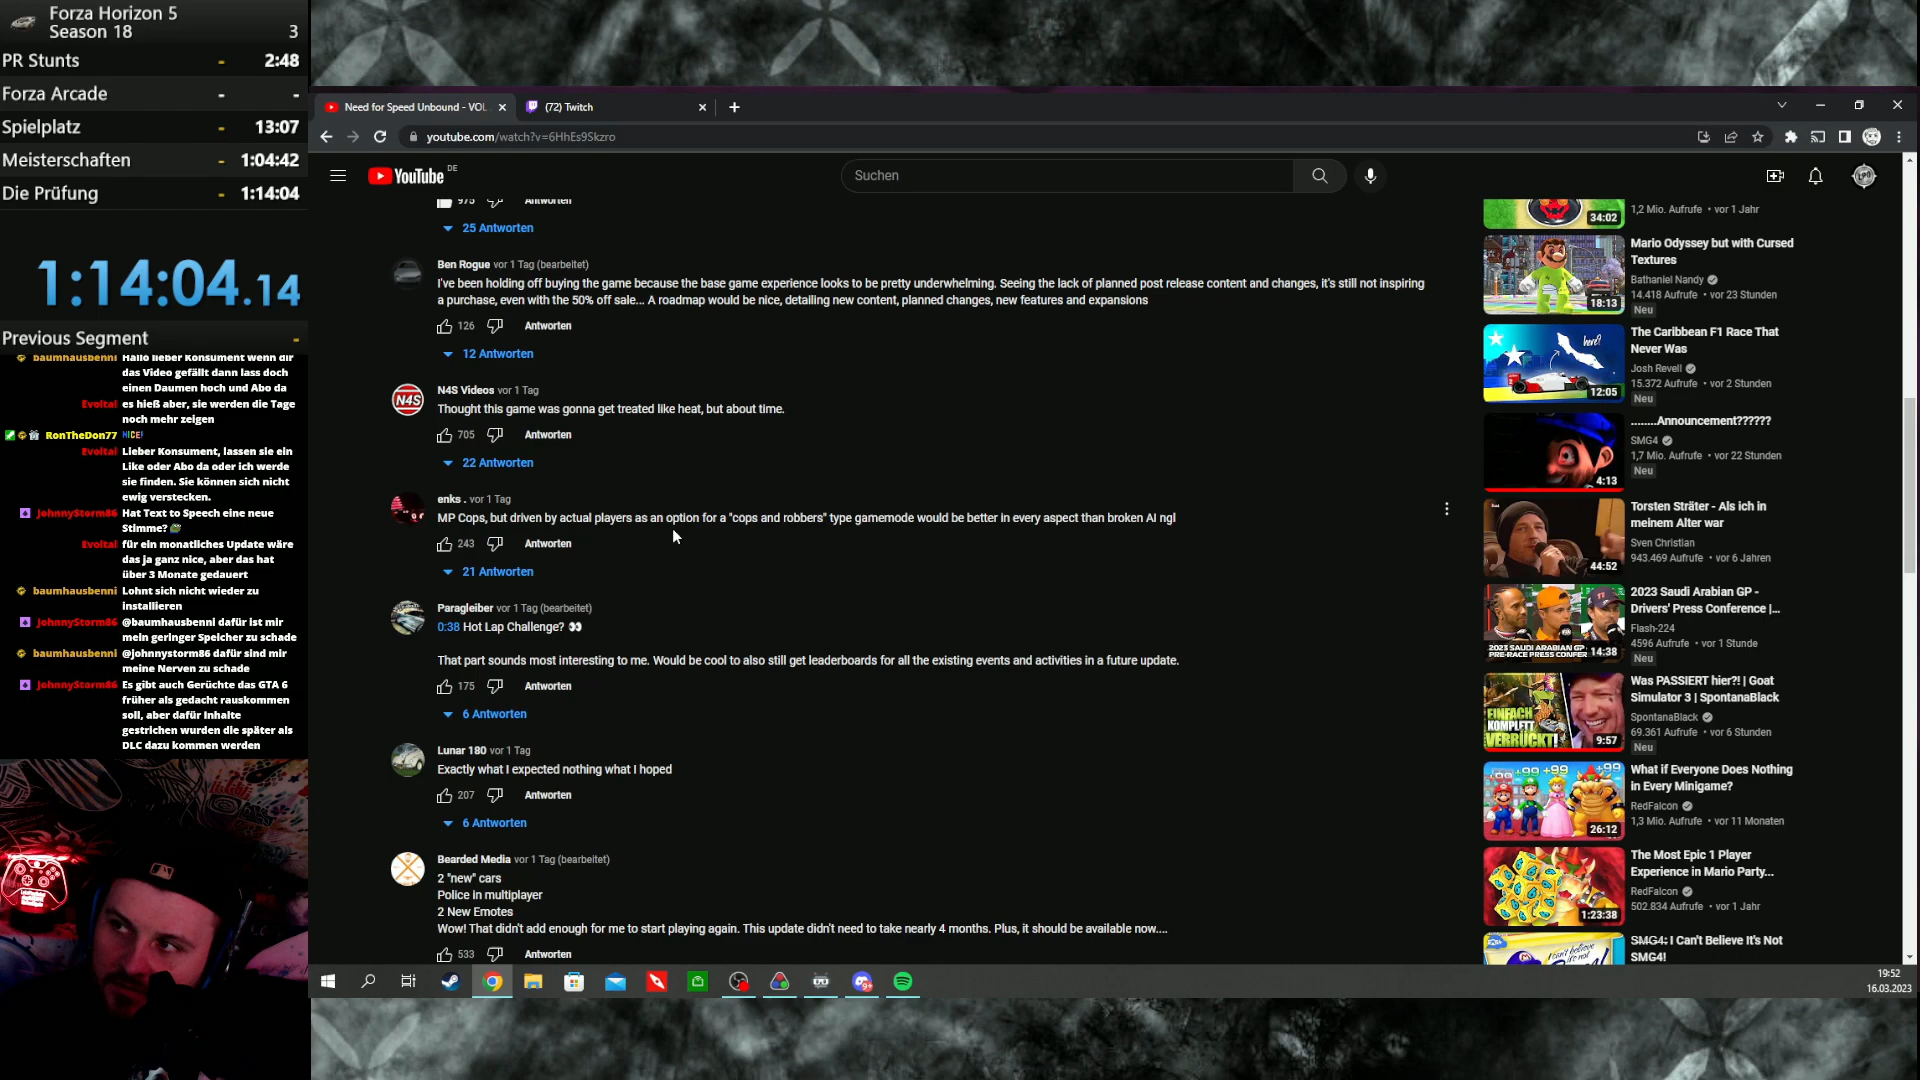 Forza Horizon 5
Season 18
3
PR Stunts - 2:48
Forza Arcade - -
Spielplatz - 13:07
Meisterschaften - 1:04:42
Die Prüfung - 1:14:04
1:14:04.14
Previous Segment -
baumhausbenni Hallo lieber Konsument wenn dir
das Video gefällt dann lass doch
einen Daumen hoch und Abo da
Evoltal es hieß aber, sie werden die Tage
noch mehr zeigen
RonTheDon77 NICE!
Evoltal Lieber Konsument, lassen sie ein
Like oder Abo da oder ich werde
sie finden. Sie können sich nicht
ewig verstecken.
JohnnyStorm86 Hat Text to Speech eine neue
Stimme?
Evoltal für ein monatliches Update wäre
das ja ganz nice, aber das hat
über 3 Monate gedauert
baumhausbenni Lohnt sich nicht wieder zu
installieren
JohnnyStorm86 @baumhausbenni dafür ist mir
mein geringer Speicher zu schade
baumhausbenni @johnnystorm86 dafür sind mir
meine Nerven zu schade
JohnnyStorm86 Es gibt auch Gerüchte das GTA 6
früher als gedacht rauskommen
soll, aber dafür Inhalte
gestrichen wurden die später als
DLC dazu kommen werden
Need for Speed Unbound - VOL
(72) Twitch
youtube.com/watch?v=6HhEs9Skzro
YouTube DE
Suchen
975 Antworten
25 Antworten
Ben Rogue vor 1 Tag (bearbeitet)
I've been holding off buying the game because the base game experience looks to be pretty underwhelming. Seeing the lack of planned post release content and changes, it's still not inspiring
a purchase, even with the 50% off sale... A roadmap would be nice, detailing new content, planned changes, new features and expansions
126 Antworten
12 Antworten
N4S
N4S Videos vor 1 Tag
Thought this game was gonna get treated like heat, but about time.
705 Antworten
22 Antworten
enks . vor 1 Tag
MP Cops, but driven by actual players as an option for a "cops and robbers" type gamemode would be better in every aspect than broken AI ngl
243 Antworten
21 Antworten
Paragleiber vor 1 Tag (bearbeitet)
0:38 Hot Lap Challenge? 👀
That part sounds most interesting to me. Would be cool to also still get leaderboards for all the existing events and activities in a future update.
175 Antworten
6 Antworten
Lunar 180 vor 1 Tag
Exactly what I expected nothing what I hoped
207 Antworten
6 Antworten
Bearded Media vor 1 Tag (bearbeitet)
2 "new" cars
Police in multiplayer
2 New Emotes
Wow! That didn't add enough for me to start playing again. This update didn't need to take nearly 4 months. Plus, it should be available now....
533 Antworten
34:02
1,2 Mio. Aufrufe • vor 1 Jahr
18:13
Mario Odyssey but with Cursed
Textures
Bathaniel Nandy
14.418 Aufrufe • vor 23 Stunden
Neu
here?
12:05
The Caribbean F1 Race That
Never Was
Josh Revell
15.372 Aufrufe • vor 2 Stunden
Neu
4:13
........Announcement??????
SMG4
1,7 Mio. Aufrufe • vor 22 Stunden
Neu
44:52
Torsten Sträter - Als ich in
meinem Alter war
Sven Christian
943.469 Aufrufe • vor 6 Jahren
2023 SAUDI ARABIAN GP
PRE-RACE PRESS CONFER
14:38
2023 Saudi Arabian GP -
Drivers' Press Conference |...
Flash-224
4596 Aufrufe • vor 1 Stunde
Neu
EINFACH
KOMPLETT
VERRÜCKT!
9:57
Was PASSIERT hier?! | Goat
Simulator 3 | SpontanaBlack
SpontanaBlack
69.361 Aufrufe • vor 6 Stunden
Neu
+99
26:12
What if Everyone Does Nothing
in Every Minigame?
RedFalcon
1,3 Mio. Aufrufe • vor 11 Monaten
1:23:38
The Most Epic 1 Player
Experience in Mario Party...
RedFalcon
502.834 Aufrufe • vor 1 Jahr
I can't believe
SMG4: I Can't Believe It's Not
SMG4!
9+
19:52
16.03.2023